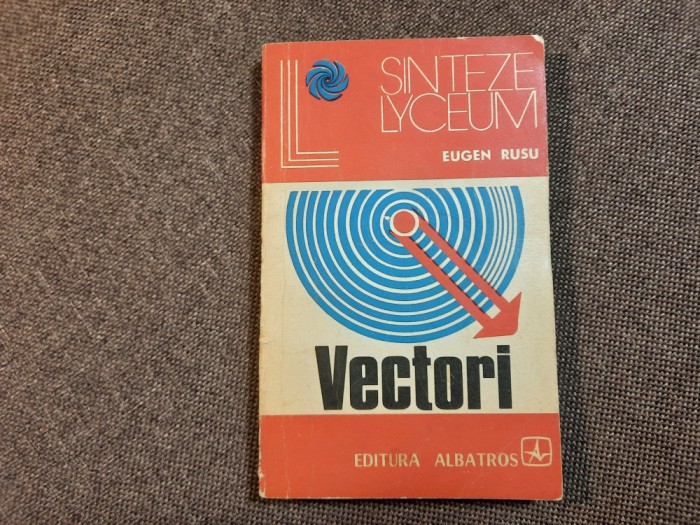 SINTEZE
LYCEUM
EUGEN RUSU
Vectori
EDITURA ALBATROS